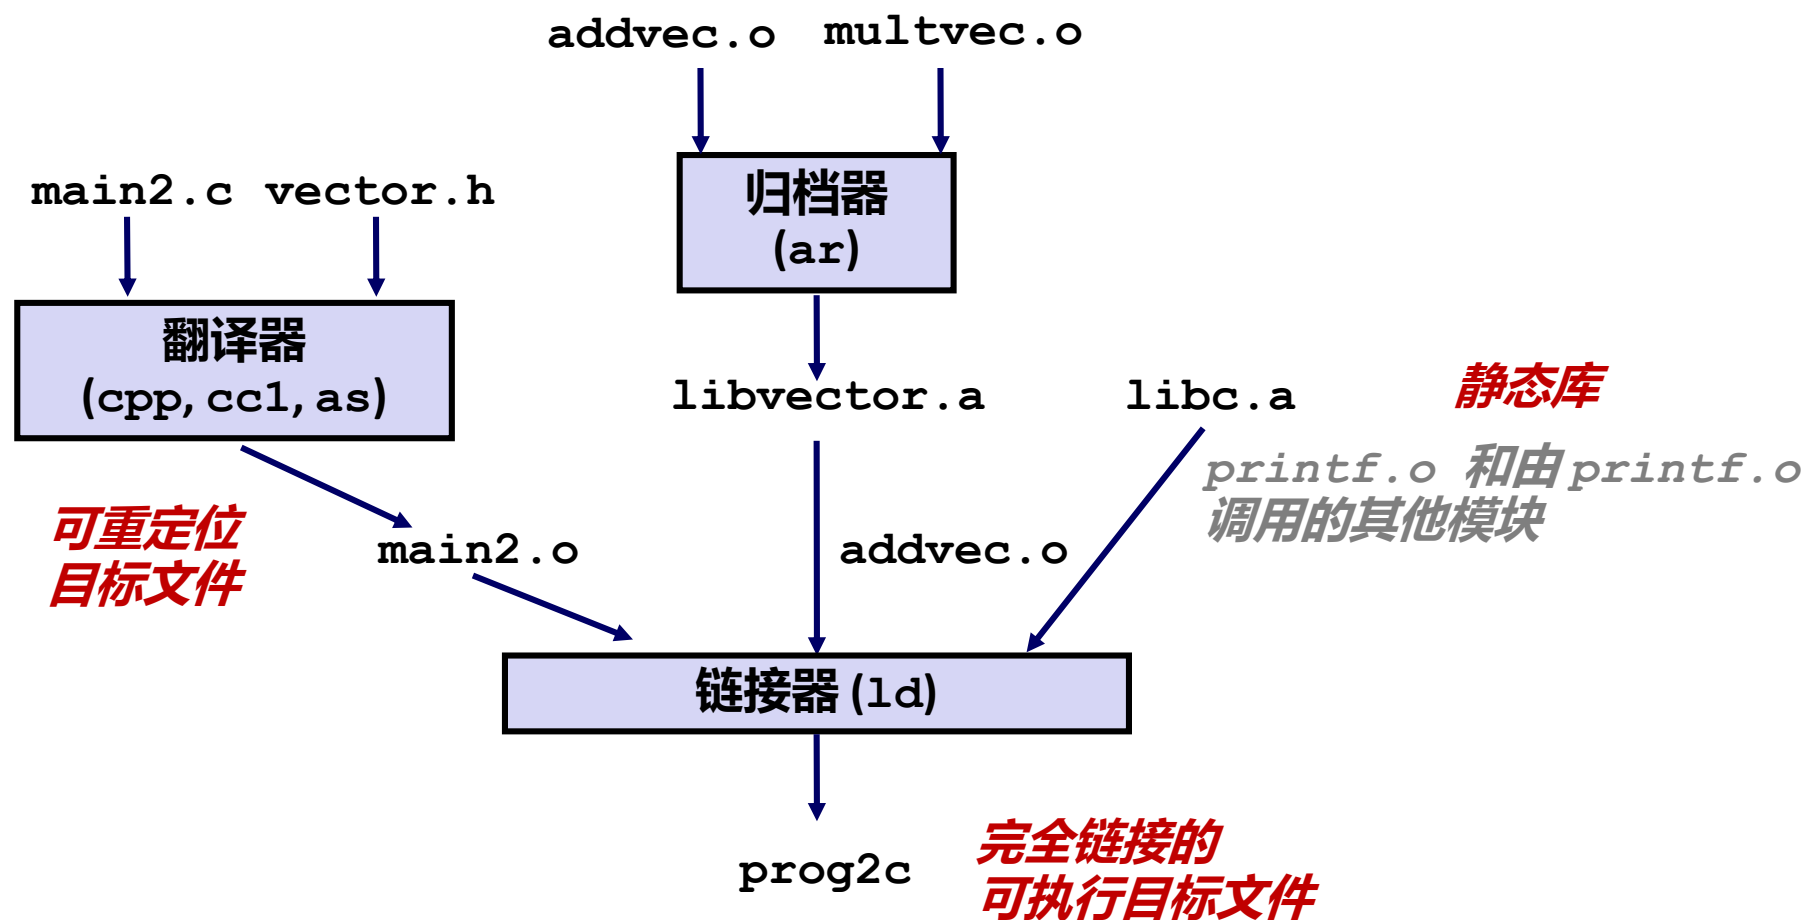 addvec.o multvec.o
main2.c vector.h
归档器
(ar)
翻译器
(cpp, cc1, as)
libvector.a
libc.a
静态库
printf.o 和由 printf.o
调用的其他模块
可重定位
目标文件
main2.o
addvec.o
链接器 (ld)
prog2c
完全链接的
可执行目标文件